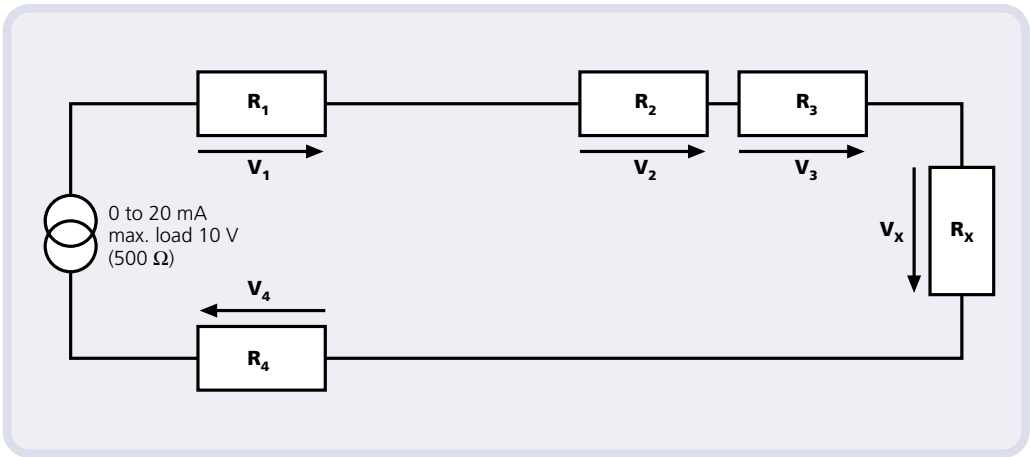 R₁
R₂
R₃
V₁
V₂
V₃
0 to 20 mA
max. load 10 V
(500 Ω)
Vₓ
Rₓ
V₄
R₄